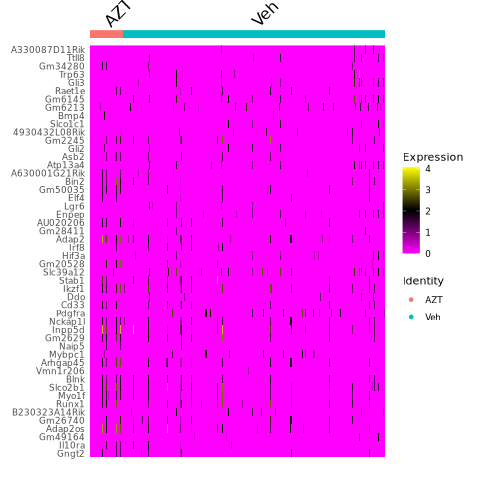 AZT
Veh
A330087D11Rik
Ttll8
Gm34280
Trp63
Gli3
Raet1e
Gm6145
Gm6213
Bmp4
Slco1c1
4930432L08Rik
Gm2245
Gli2
Asb2
Atp13a4
A630001G21Rik
Bin2
Gm50035
Elf4
Lgr6
Enpep
AU020206
Gm28411
Adap2
Irf8
Hif3a
Gm20528
Slc39a12
Stab1
Ikzf1
Ddo
Cd33
Pdgfra
Nckap1l
Inpp5d
Gm2629
Naip5
Mybpc1
Arhgap45
Vmn1r206
Blnk
Slco2b1
Myo1f
Runx1
B230323A14Rik
Gm26740
Adap2os
Gm49164
Il10ra
Gngt2
Expression
4
3
2
1
0
Identity
AZT
Veh